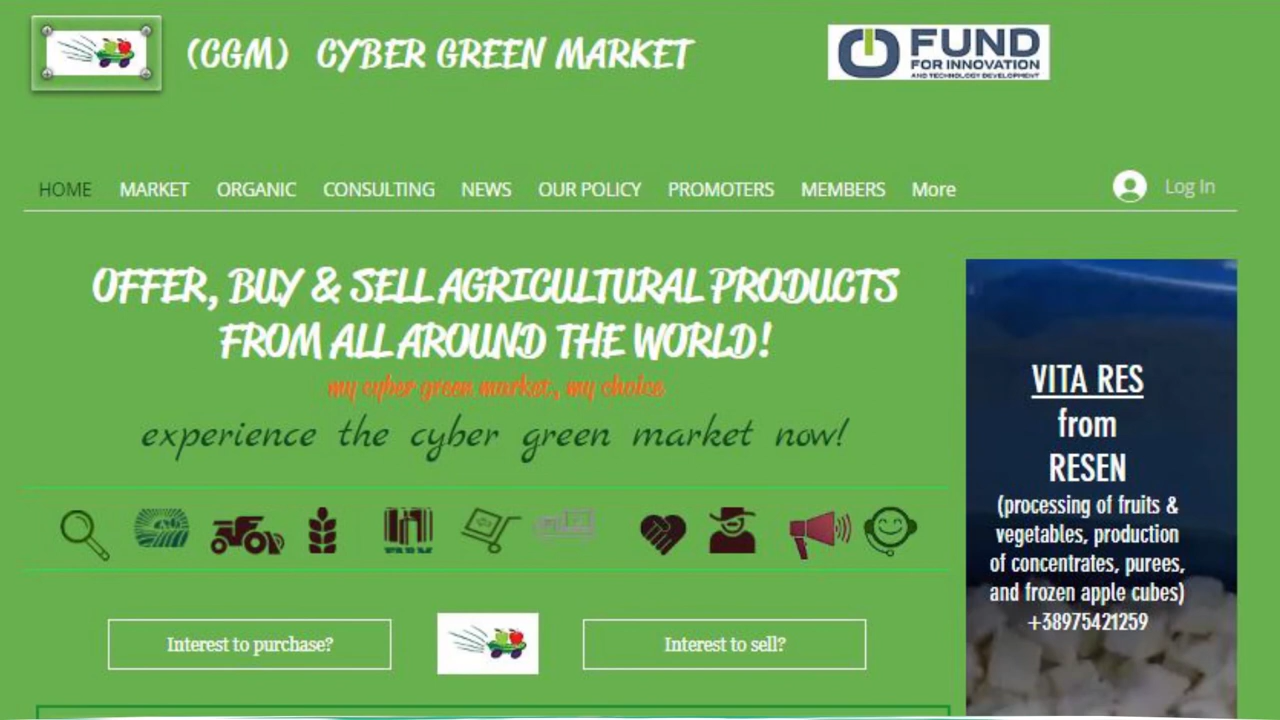 (CGM) CYBER GREEN MARKET
FUND
FOR INNOVATION
AND TECHNOLOGY DEVELOPMENT
HOME MARKET ORGANIC CONSULTING NEWS OUR POLICY PROMOTERS MEMBERS More
Log In
OFFER, BUY & SELL AGRICULTURAL PRODUCTS
FROM ALL AROUND THE WORLD!
my cyber green market, my choice
experience the cyber green market now!
FARM
Interest to purchase?
Interest to sell?
VITA RES
from
RESEN
(processing of fruits &
vegetables, production
of concentrates, purees,
and frozen apple cubes)
+38975421259